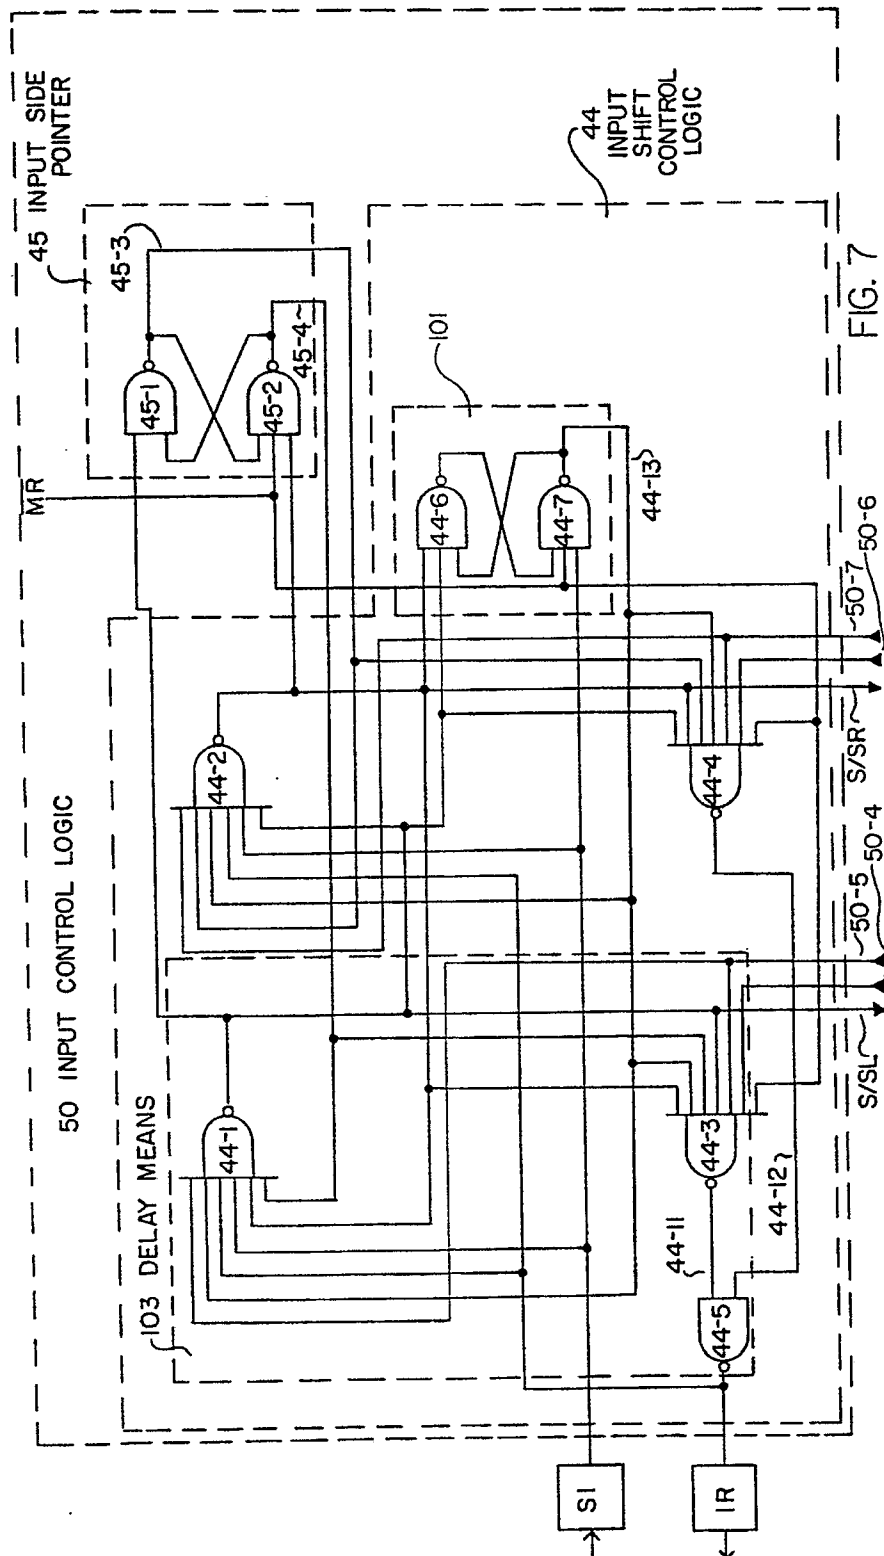 50 INPUT CONTROL LOGIC
45 INPUT SIDE
POINTER
MR
45-3
45-1
45-2
45-4
103 DELAY MEANS
44-1
44-2
101
44-6
44-7
44-13
44
INPUT
SHIFT
CONTROL
LOGIC
44-11
44-5
44-3
44-12
44-4
SI
IR
S/SL
50-5
50-4
S/SR
50-7
50-6
FIG. 7